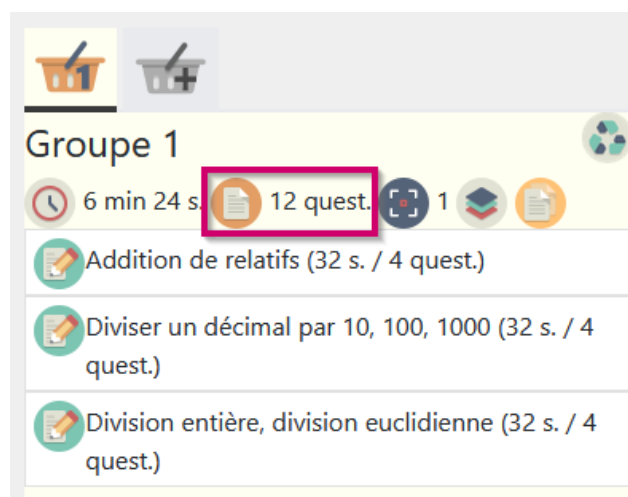 1
Groupe 1
6 min 24 s. 12 quest. 1
Addition de relatifs (32 s. / 4 quest.)
Diviser un décimal par 10, 100, 1000 (32 s. / 4
quest.)
Division entière, division euclidienne (32 s. / 4
quest.)